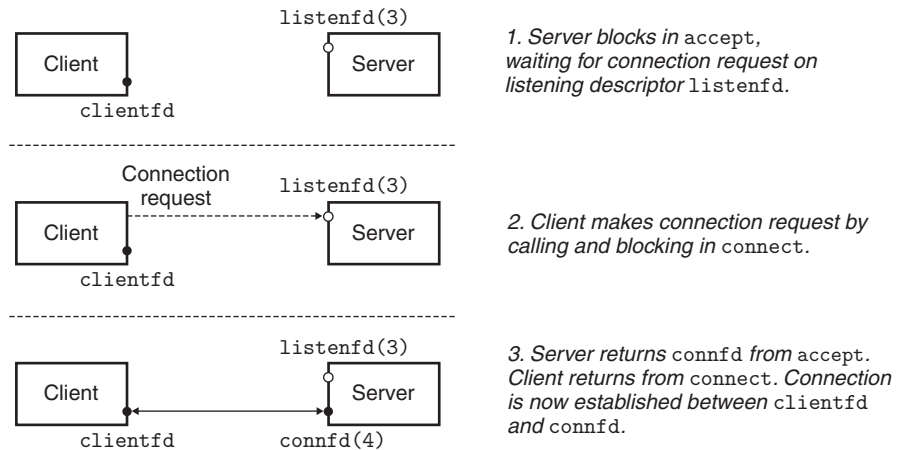 listenfd(3)
Client
Server
clientfd
1. Server blocks in accept,
waiting for connection request on
listening descriptor listenfd.
Connection
request
listenfd(3)
Client
Server
clientfd
2. Client makes connection request by
calling and blocking in connect.
listenfd(3)
Client
Server
clientfd
connfd(4)
3. Server returns connfd from accept.
Client returns from connect. Connection
is now established between clientfd
and connfd.